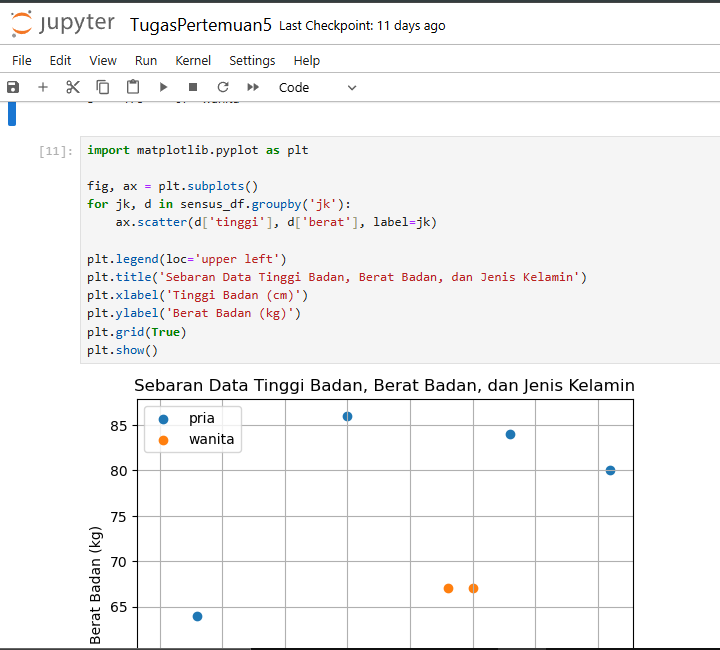 jupyter TugasPertemuan5 Last Checkpoint: 11 days ago
File Edit View Run Kernel Settings Help
Code
[11]:
import matplotlib.pyplot as plt
fig, ax = plt.subplots()
for jk, d in sensus_df.groupby('jk'):
    ax.scatter(d['tinggi'], d['berat'], label=jk)
plt.legend(loc='upper left')
plt.title('Sebaran Data Tinggi Badan, Berat Badan, dan Jenis Kelamin')
plt.xlabel('Tinggi Badan (cm)')
plt.ylabel('Berat Badan (kg)')
plt.grid(True)
plt.show()
Sebaran Data Tinggi Badan, Berat Badan, dan Jenis Kelamin
pria
wanita
85
80
75
70
65
Berat Badan (kg)